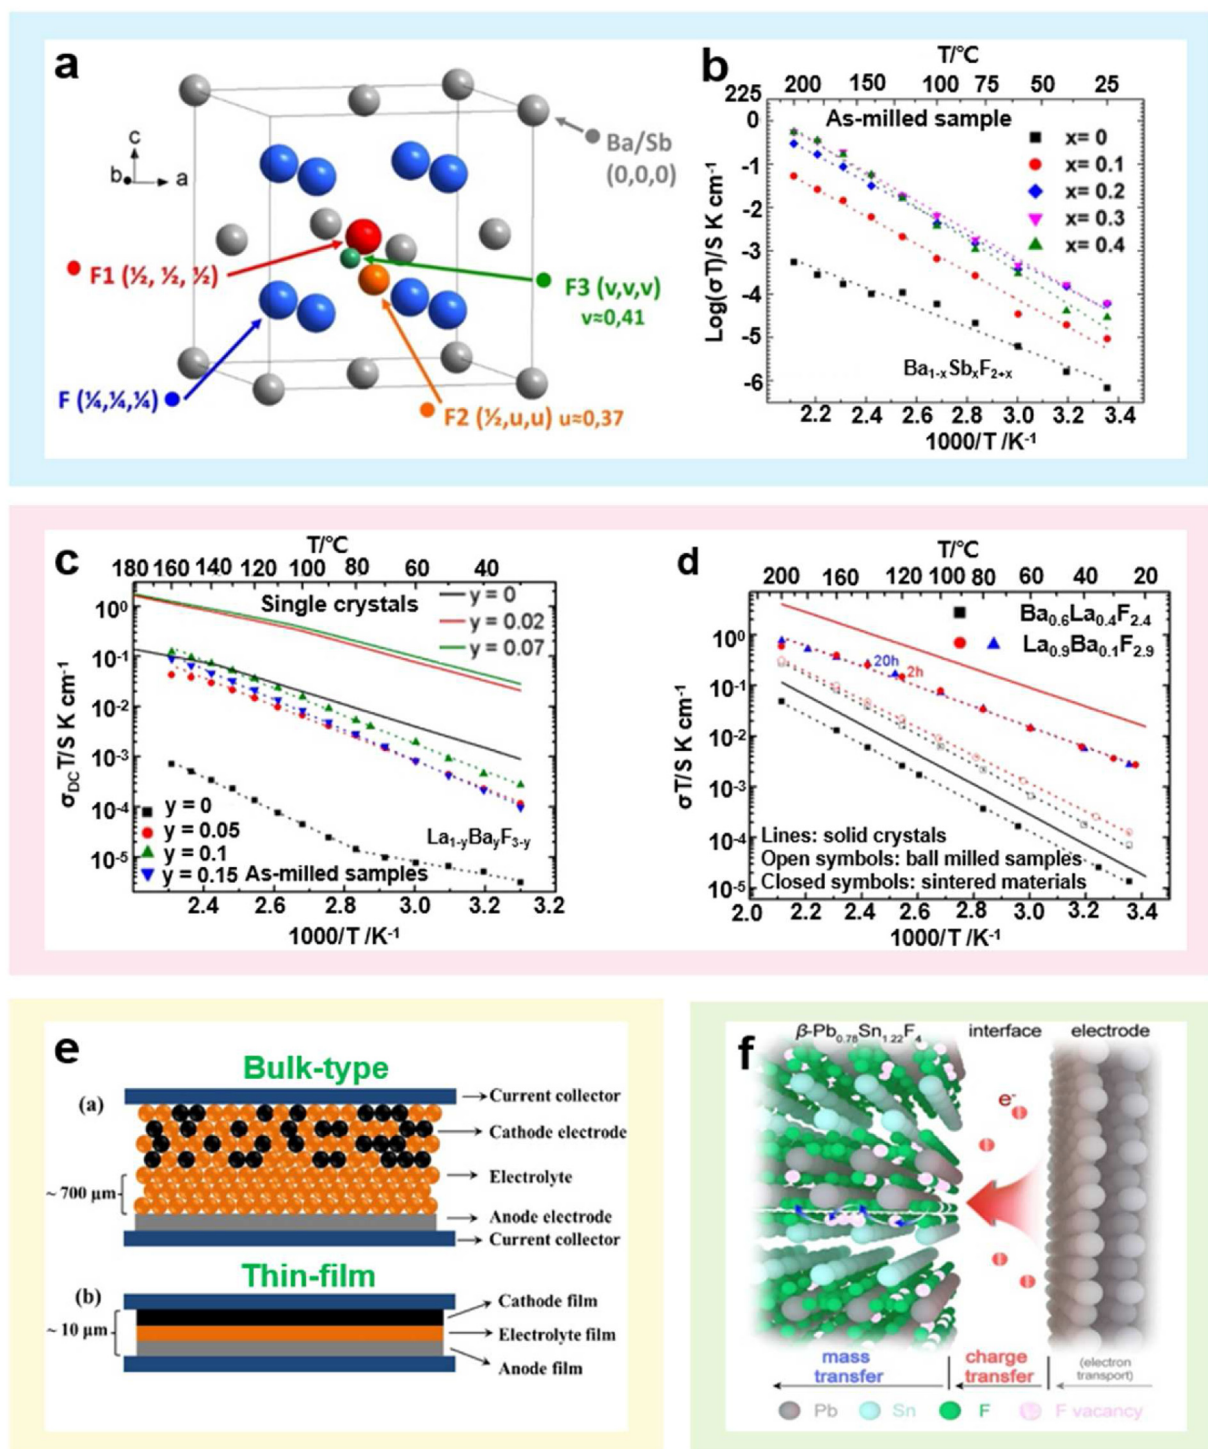 a
c
b
a
Ba/Sb
(0,0,0)
F1 (½, ½, ½)
F3 (v,v,v)
v≈0,41
F (¼,¼,¼)
F2 (½,u,u) u≈0,37
b
T/°C
200 150 100 75 50 25
225
0
-1
-2
-3
-4
-5
-6
Log(σT)/S K cm⁻¹
As-milled sample
x= 0
x= 0.1
x= 0.2
x= 0.3
x= 0.4
Ba₁₋ₓSbₓF₂₊ₓ
2.2 2.4 2.6 2.8 3.0 3.2 3.4
1000/T /K⁻¹
c
T/°C
180 160 140 120 100 80 60 40
Single crystals
y = 0
y = 0.02
y = 0.07
10⁰
10⁻¹
10⁻²
10⁻³
10⁻⁴
10⁻⁵
σ_DC T/S K cm⁻¹
y = 0
y = 0.05
y = 0.1
y = 0.15 As-milled samples
La₁₋yBayF₃₋y
2.4 2.6 2.8 3.0 3.2
1000/T /K⁻¹
d
T/°C
200 160 120 100 80 60 40 20
Ba₀.₆La₀.₄F₂.₄
La₀.₉Ba₀.₁F₂.₉
20h
2h
10⁰
10⁻¹
10⁻²
10⁻³
10⁻⁴
10⁻⁵
σT/S K cm⁻¹
Lines: solid crystals
Open symbols: ball milled samples
Closed symbols: sintered materials
2.0 2.2 2.4 2.6 2.8 3.0 3.2 3.4
1000/T /K⁻¹
e
Bulk-type
(a)
Current collector
Cathode electrode
Electrolyte
~ 700 µm
Anode electrode
Current collector
Thin-film
(b)
Cathode film
~ 10 µm
Electrolyte film
Anode film
f
β-Pb₀.₇₈Sn₁.₂₂F₄ interface electrode
e⁻
mass transfer
charge transfer
(electron transport)
Pb Sn F F vacancy